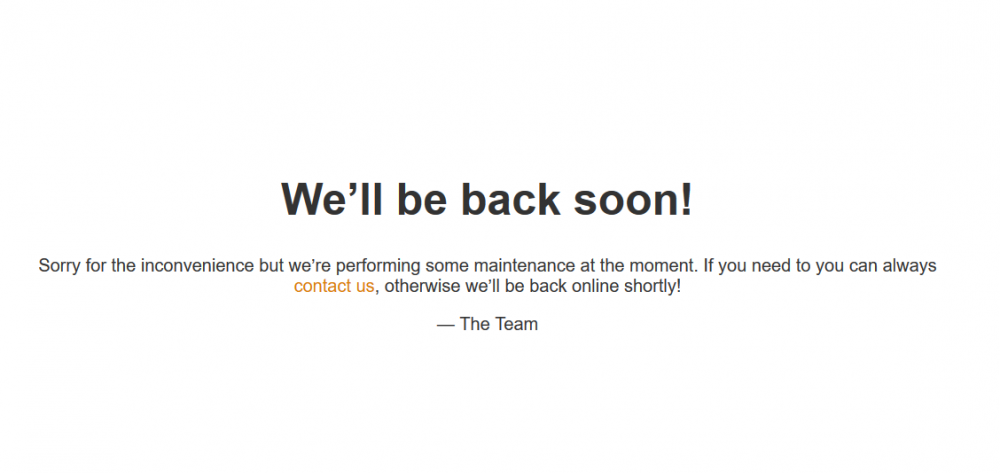 We’ll be back soon!
Sorry for the inconvenience but we’re performing some maintenance at the moment. If you need to you can always
contact us, otherwise we’ll be back online shortly!
— The Team